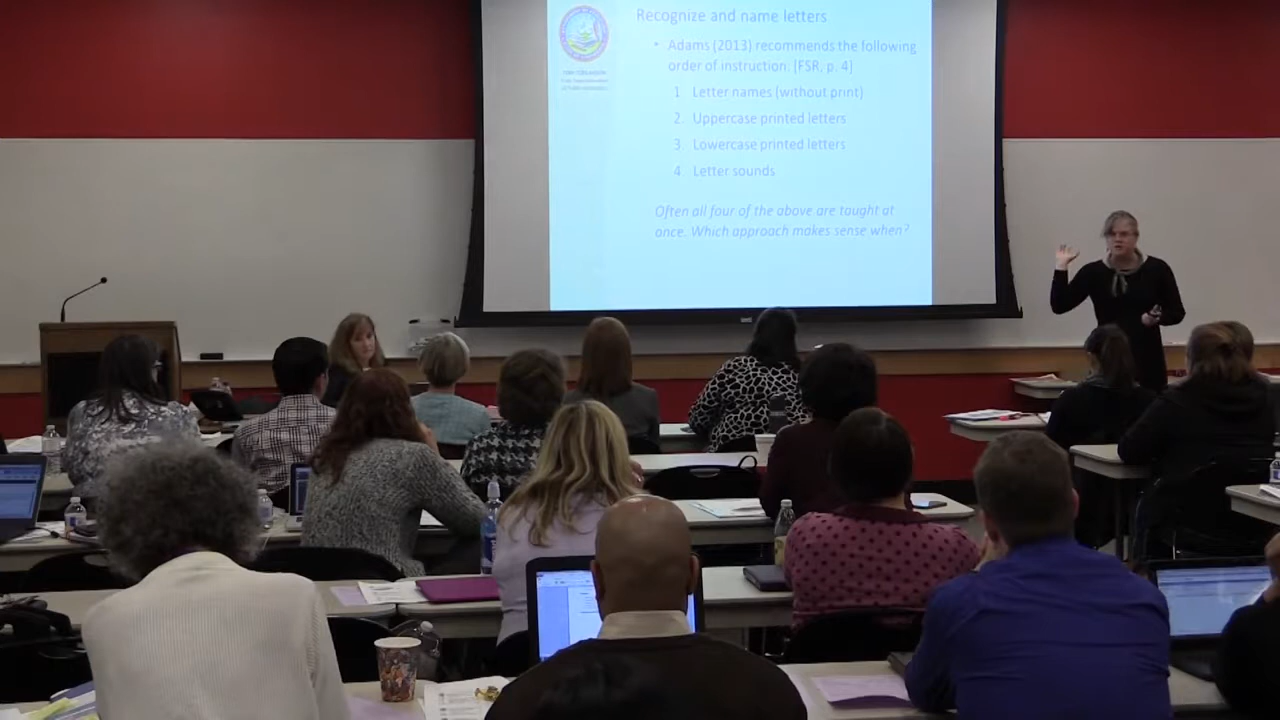 Recognize and name letters
• Adams (2013) recommends the following
order of instruction: [FSR, p. 4]
1. Letter names (without print)
2. Uppercase printed letters
3. Lowercase printed letters
4. Letter sounds
Often all four of the above are taught at
once. Which approach makes sense when?